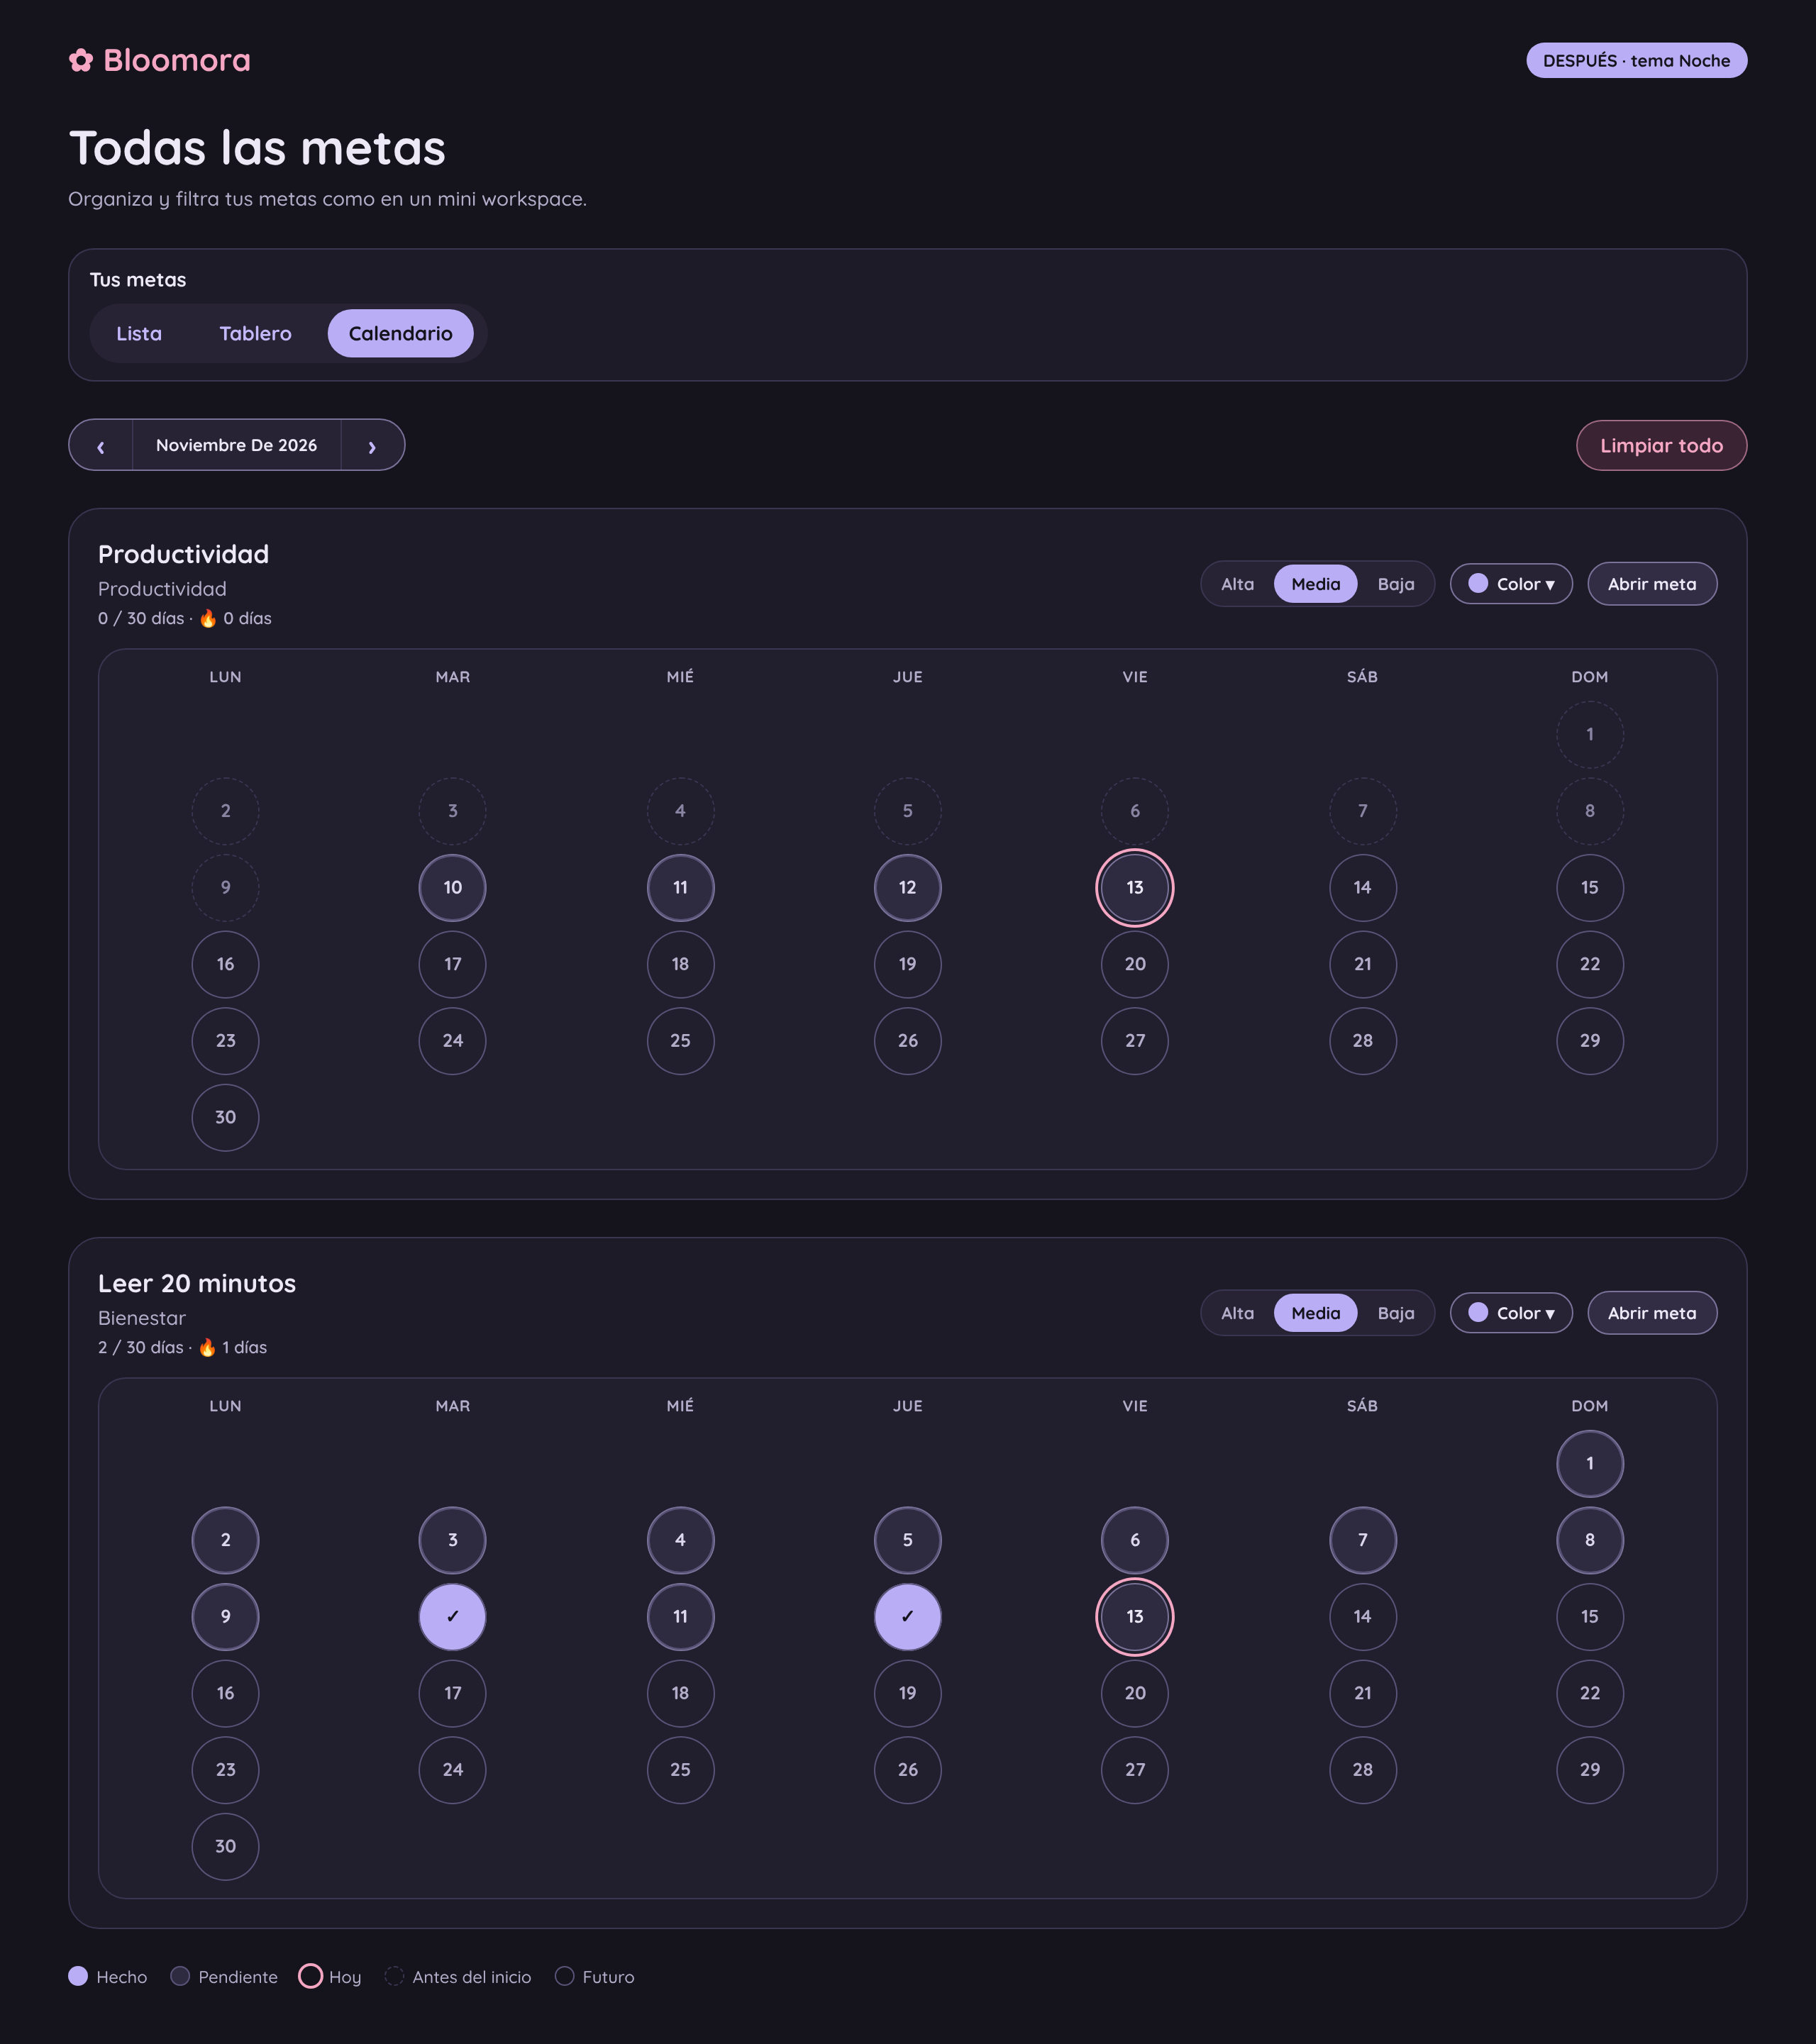 ✿ Bloomora
DESPUÉS · tema Noche
Todas las metas
Organiza y filtra tus metas como en un mini workspace.
Tus metas
Lista Tablero Calendario
‹ Noviembre De 2026 ›
Limpiar todo
Productividad
Productividad
0 / 30 días · 🔥 0 días
Alta Media Baja Color ▾ Abrir meta
LUN MAR MIÉ JUE VIE SÁB DOM
1
2 3 4 5 6 7 8
9 10 11 12 13 14 15
16 17 18 19 20 21 22
23 24 25 26 27 28 29
30
Leer 20 minutos
Bienestar
2 / 30 días · 🔥 1 días
Alta Media Baja Color ▾ Abrir meta
LUN MAR MIÉ JUE VIE SÁB DOM
1
2 3 4 5 6 7 8
9 ✓ 11 ✓ 13 14 15
16 17 18 19 20 21 22
23 24 25 26 27 28 29
30
Hecho Pendiente Hoy Antes del inicio Futuro